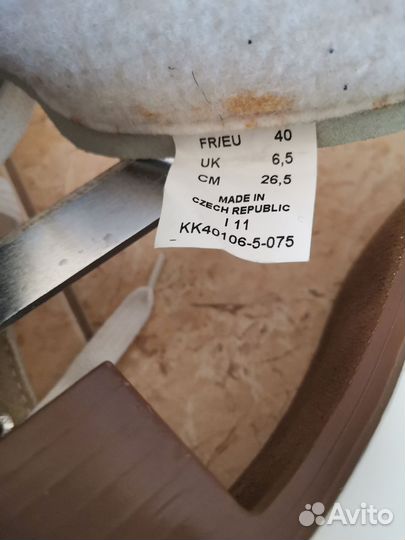 FR/EU 40
UK 6,5
CM 26,5
MADE IN
CZECH REPUBLIC
I 11
KK40106-5-075
Avito